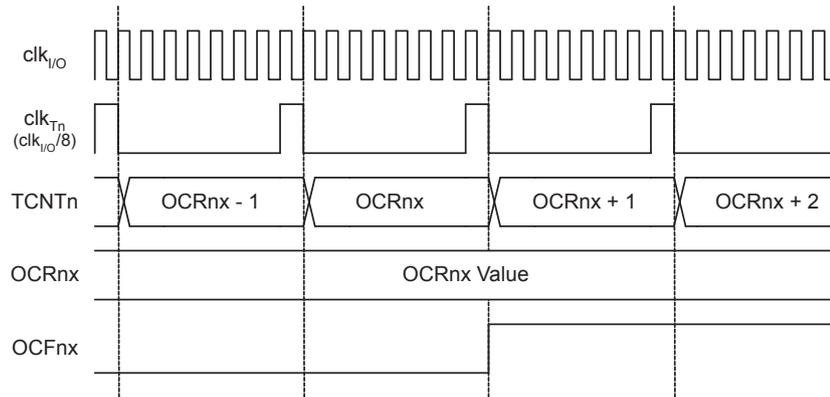 clkI/O
clkTn
(clkI/O/8)
TCNTn
OCRnx - 1
OCRnx
OCRnx + 1
OCRnx + 2
OCRnx
OCRnx Value
OCFnx